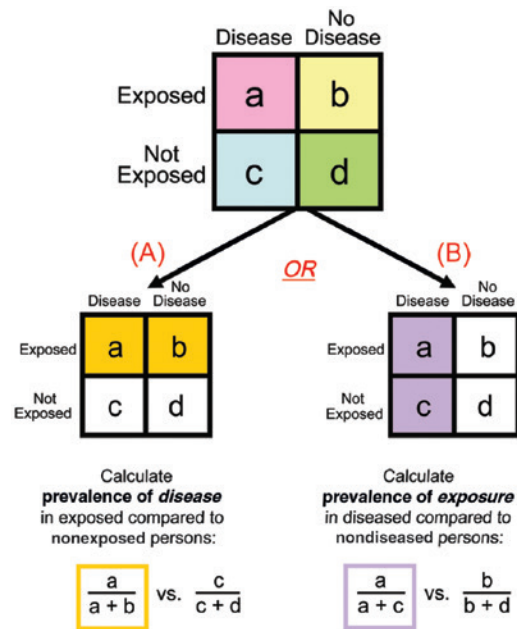 Disease No Disease
Exposed a b
Not Exposed c d
(A) OR (B)
Disease No Disease
Exposed a b
Not Exposed c d
Calculate
prevalence of disease
in exposed compared to
nonexposed persons:
a / a + b vs. c / c + d
Disease No Disease
Exposed a b
Not Exposed c d
Calculate
prevalence of exposure
in diseased compared to
nondiseased persons:
a / a + c vs. b / b + d